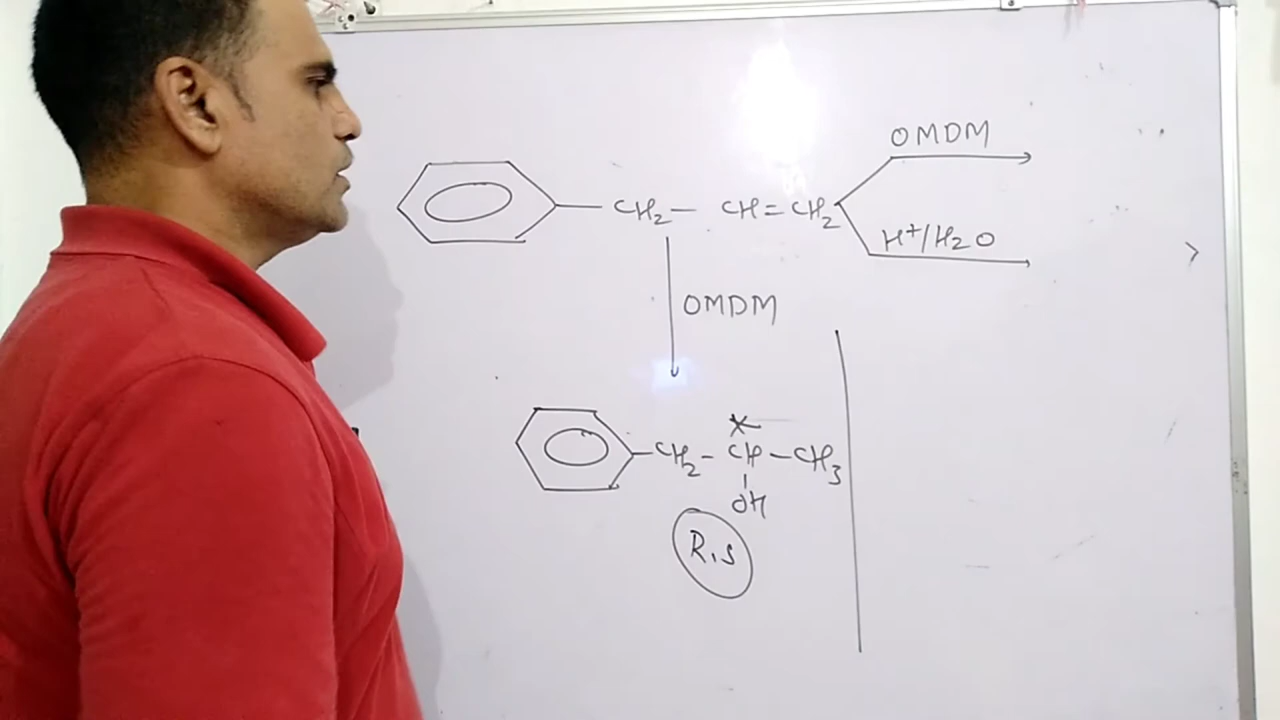 OMDM
CH2 – CH=CH2
H+/H2O
OMDM
*
CH2 – CH – CH3
OH
R,S